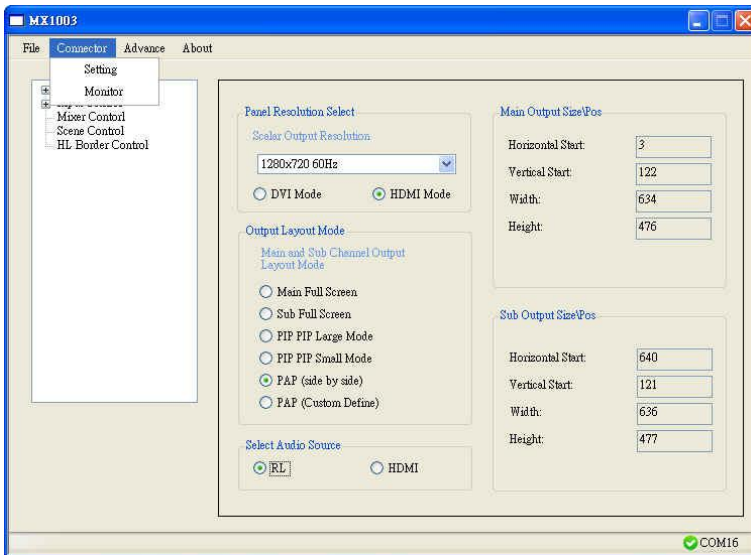 MX1003
File Connector Advance About
Setting
Monitor
Mixer Contorl
Scene Control
HL Border Control
Panel Resolution Select
Scalar Output Resolution
1280x720 60Hz
DVI Mode HDMI Mode
Output Layout Mode
Main and Sub Channel Output
Layout Mode
Main Full Screen
Sub Full Screen
PIP PIP Large Mode
PIP PIP Small Mode
PAP (side by side)
PAP (Custom Define)
Select Audio Source
RL HDMI
Main Output Size\Pos
Horizontal Start: 3
Vertical Start: 122
Width: 634
Height: 476
Sub Output Size\Pos
Horizontal Start: 640
Vertical Start: 121
Width: 636
Height: 477
COM16